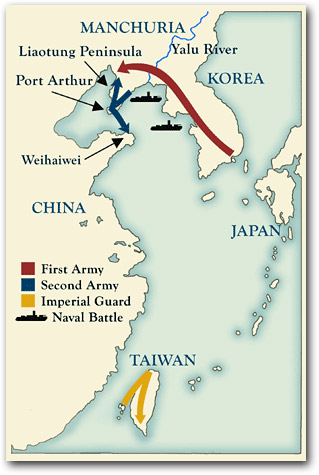 MANCHURIA
Liaotung Peninsula
Yalu River
Port Arthur
KOREA
Weihaiwei
CHINA
JAPAN
First Army
Second Army
Imperial Guard
Naval Battle
TAIWAN